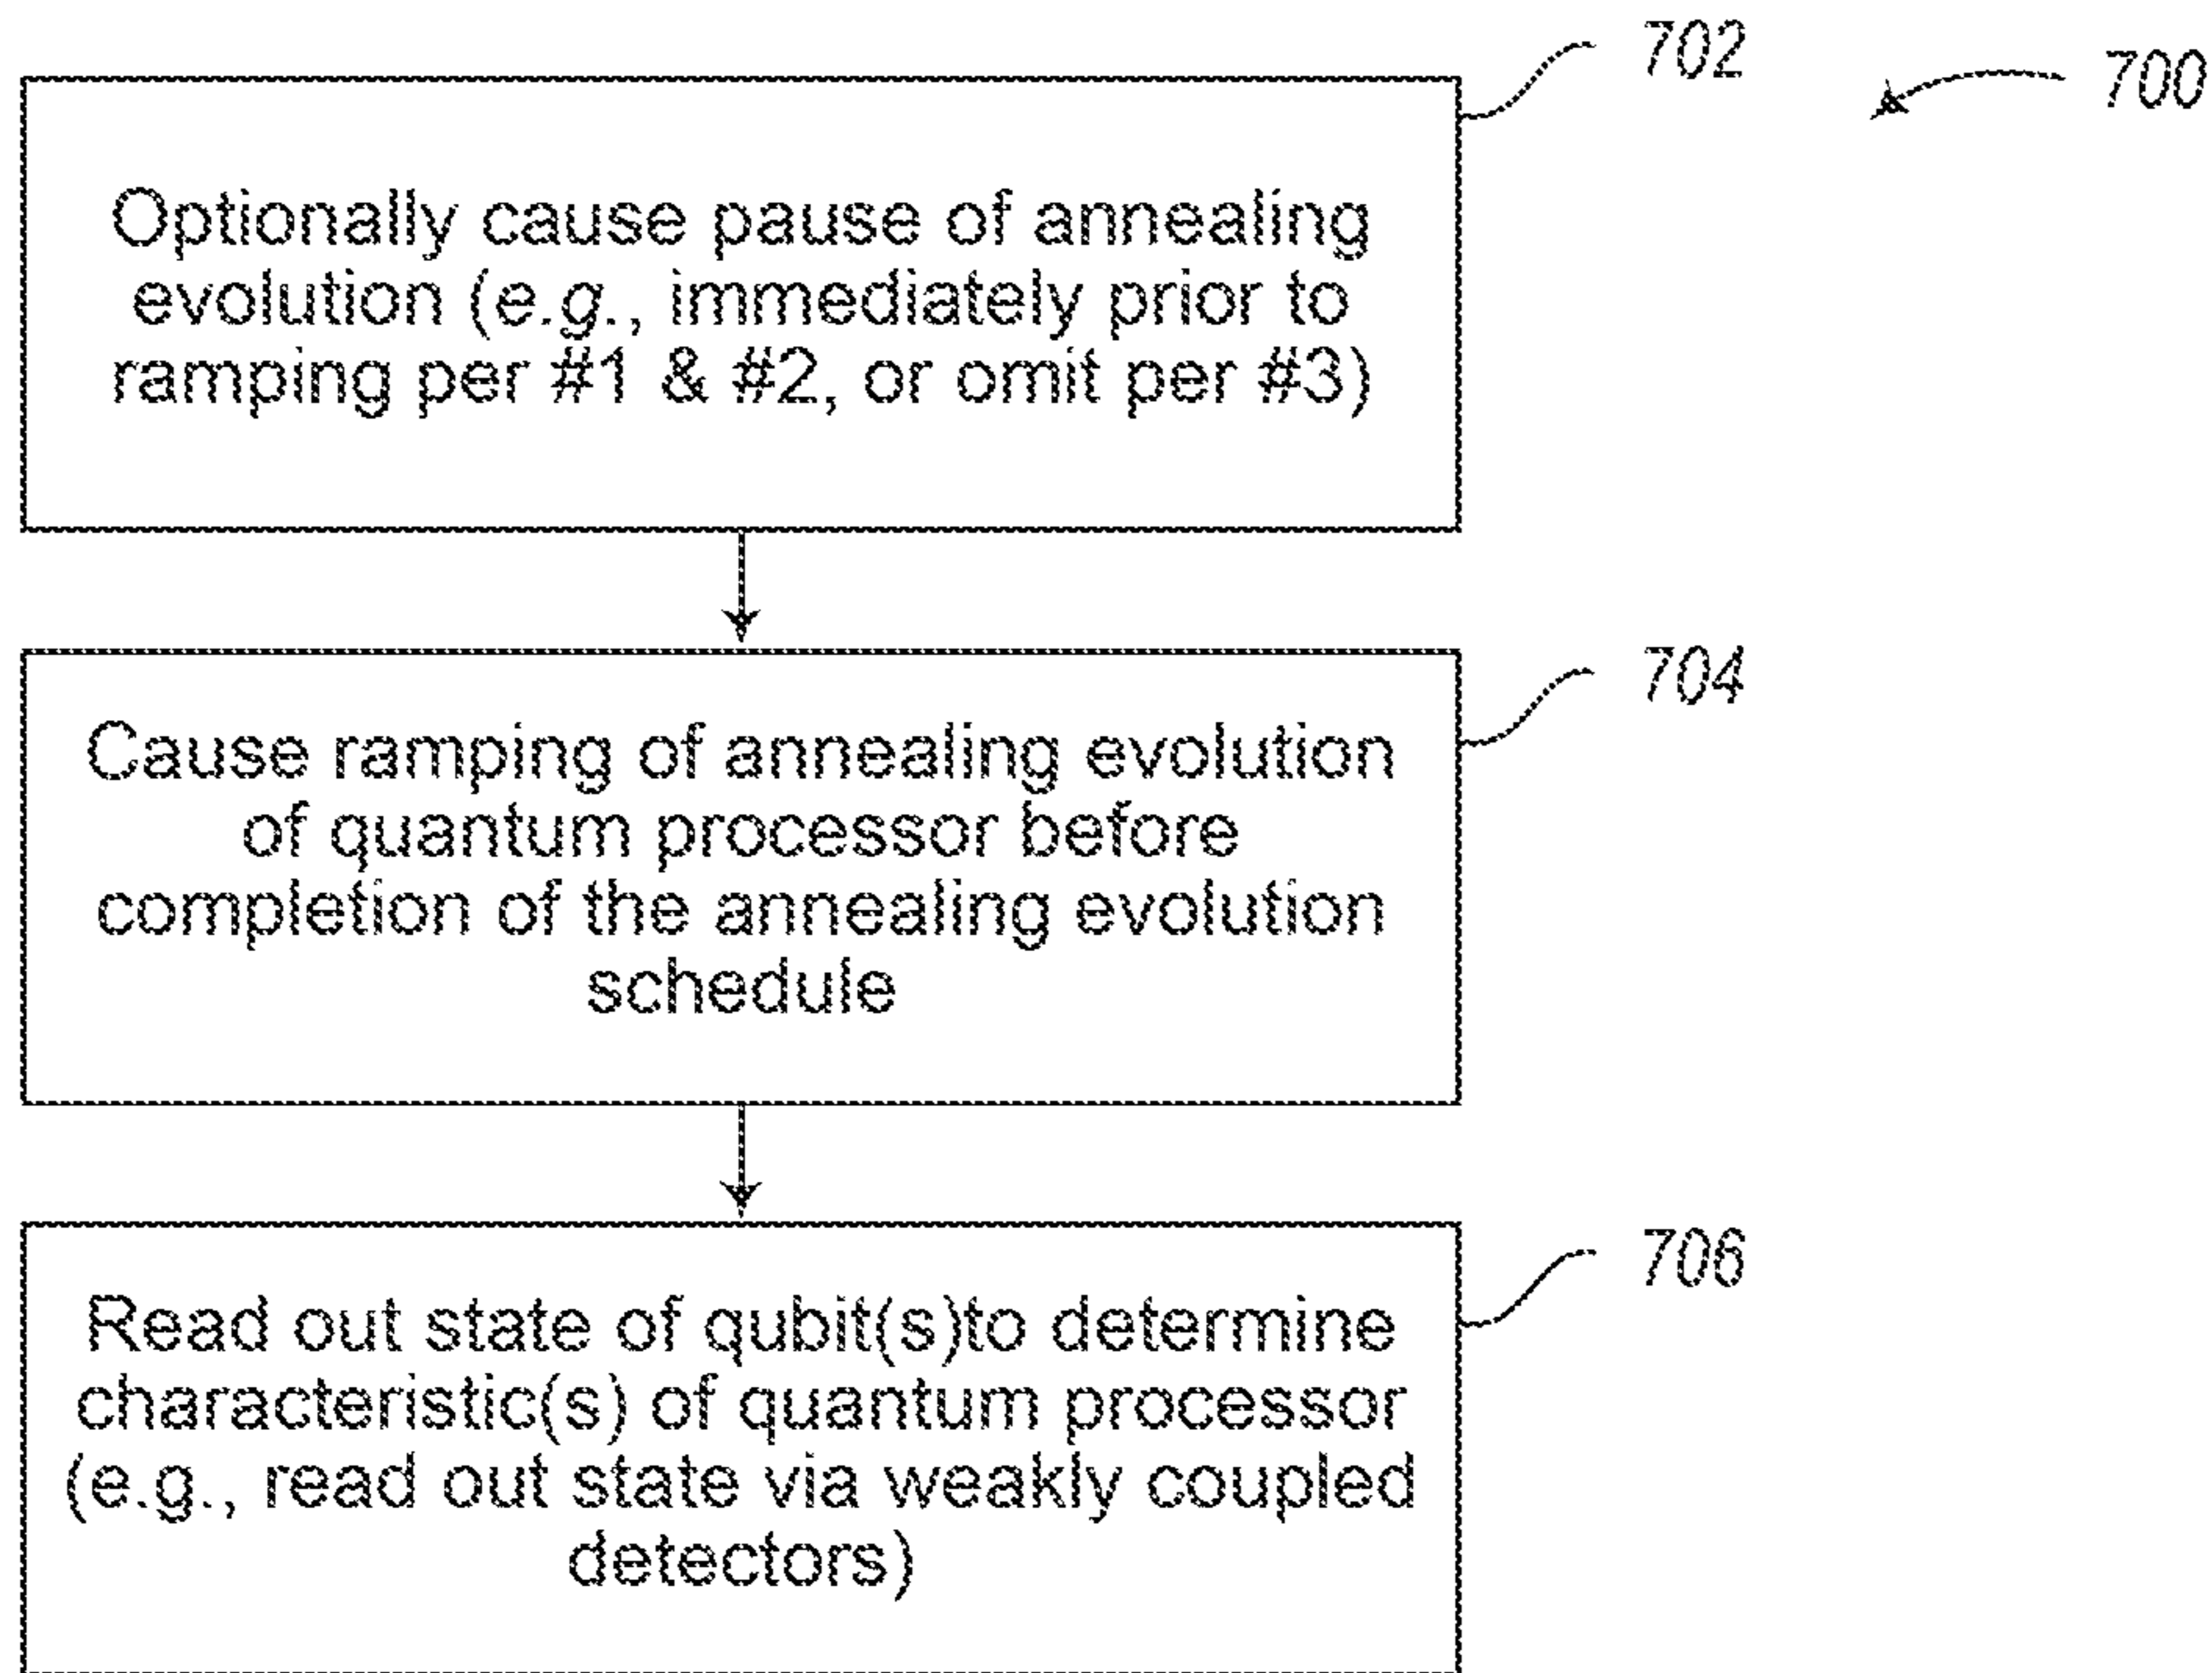 702
700
Optionally cause pause of annealing
evolution (e.g., immediately prior to
ramping per #1 & #2, or omit per #3)
704
Cause ramping of annealing evolution
of quantum processor before
completion of the annealing evolution
schedule
706
Read out state of qubit(s)to determine
characteristic(s) of quantum processor
(e.g., read out state via weakly coupled
detectors)